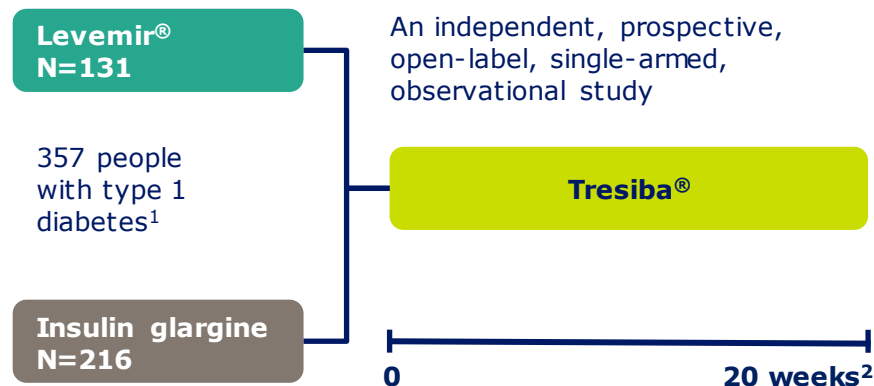 Levemir®
N=131
An independent, prospective,
open-label, single-armed,
observational study
357 people
with type 1
diabetes¹
Tresiba®
Insulin glargine
N=216
0
20 weeks²